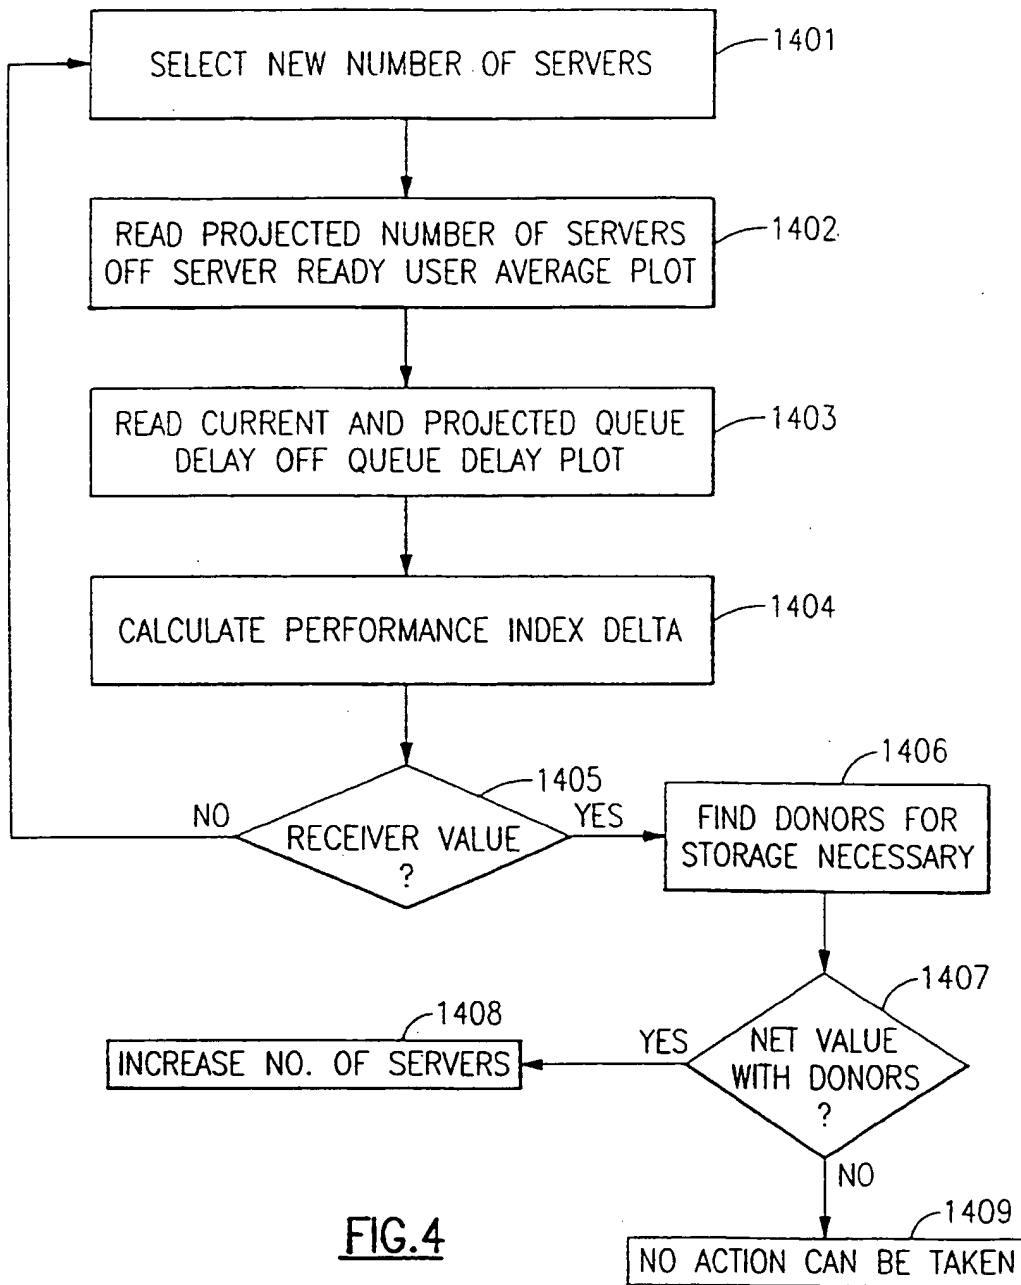 SELECT NEW NUMBER OF SERVERS
1401
READ PROJECTED NUMBER OF SERVERS
OFF SERVER READY USER AVERAGE PLOT
1402
READ CURRENT AND PROJECTED QUEUE
DELAY OFF QUEUE DELAY PLOT
1403
CALCULATE PERFORMANCE INDEX DELTA
1404
RECEIVER VALUE
?
1405
NO
YES
FIND DONORS FOR
STORAGE NECESSARY
1406
NET VALUE
WITH DONORS
?
1407
YES
INCREASE NO. OF SERVERS
1408
NO
NO ACTION CAN BE TAKEN
1409
FIG.4